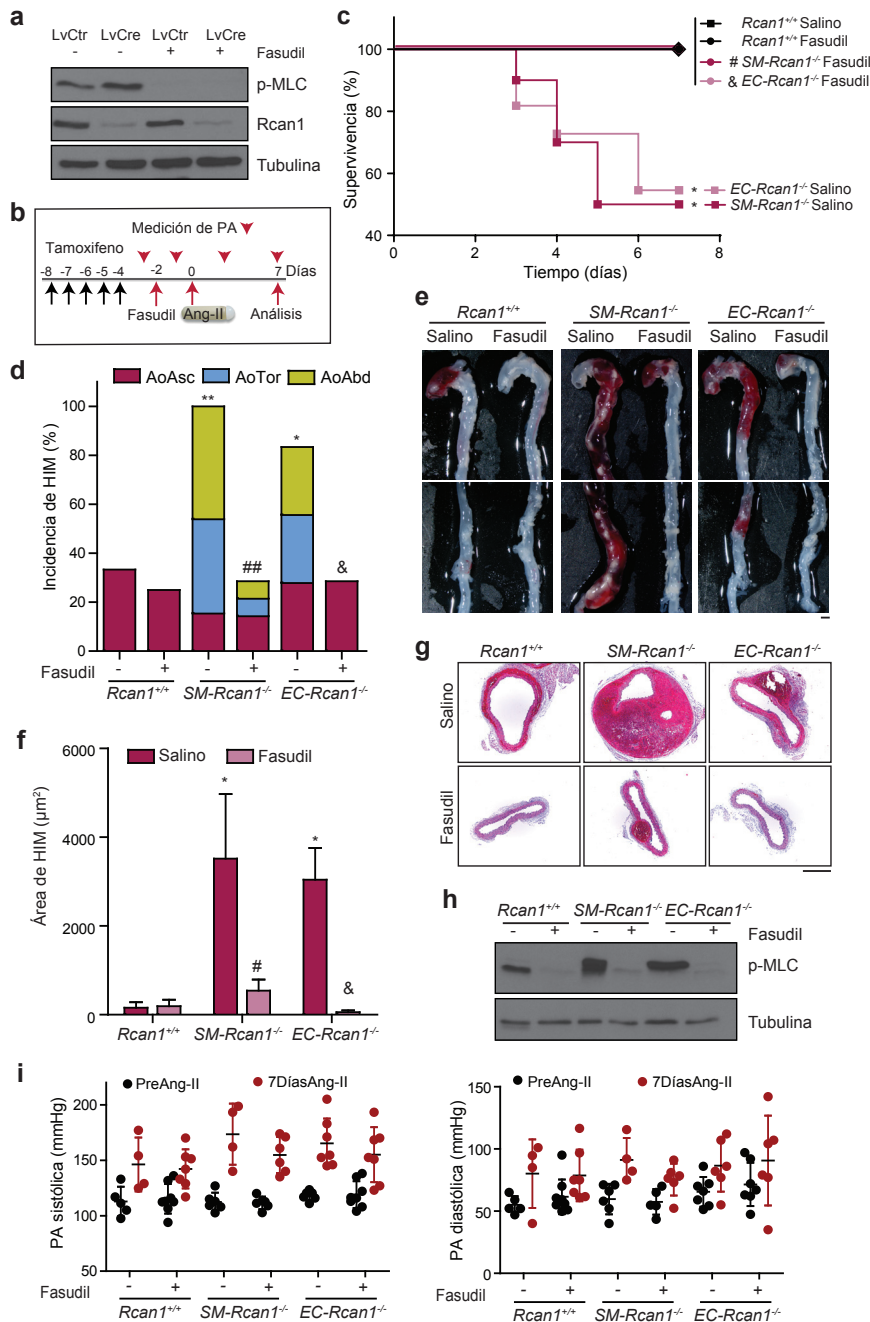 a
LvCtr LvCre LvCtr LvCre
- - + + Fasudil
p-MLC
Rcan1
Tubulina
b
Medición de PA
Tamoxifeno
-8 -7 -6 -5 -4 -2 0 7 Días
Fasudil Ang-II Análisis
c
Supervivencia (%)
100
80
60
40
0 2 4 6 8
Tiempo (días)
Rcan1+/+ Salino
Rcan1+/+ Fasudil
# SM-Rcan1-/- Fasudil
& EC-Rcan1-/- Fasudil
* EC-Rcan1-/- Salino
* SM-Rcan1-/- Salino
d
AoAsc AoTor AoAbd
Incidencia de HIM (%)
100
80
60
40
20
0
**
*
##
&
Fasudil - + - + - +
Rcan1+/+ SM-Rcan1-/- EC-Rcan1-/-
e
Rcan1+/+ SM-Rcan1-/- EC-Rcan1-/-
Salino Fasudil Salino Fasudil Salino Fasudil
f
Salino Fasudil
Área de HIM (µm²)
6000
4000
2000
0
*
*
#
&
Rcan1+/+ SM-Rcan1-/- EC-Rcan1-/-
g
Rcan1+/+ SM-Rcan1-/- EC-Rcan1-/-
Salino
Fasudil
h
Rcan1+/+ SM-Rcan1-/- EC-Rcan1-/-
- + - + - + Fasudil
p-MLC
Tubulina
i
PreAng-II 7DíasAng-II
PA sistólica (mmHg)
200
150
100
50
Fasudil - + - + - +
Rcan1+/+ SM-Rcan1-/- EC-Rcan1-/-
PreAng-II 7DíasAng-II
PA diastólica (mmHg)
150
100
50
0
Fasudil - + - + - +
Rcan1+/+ SM-Rcan1-/- EC-Rcan1-/-